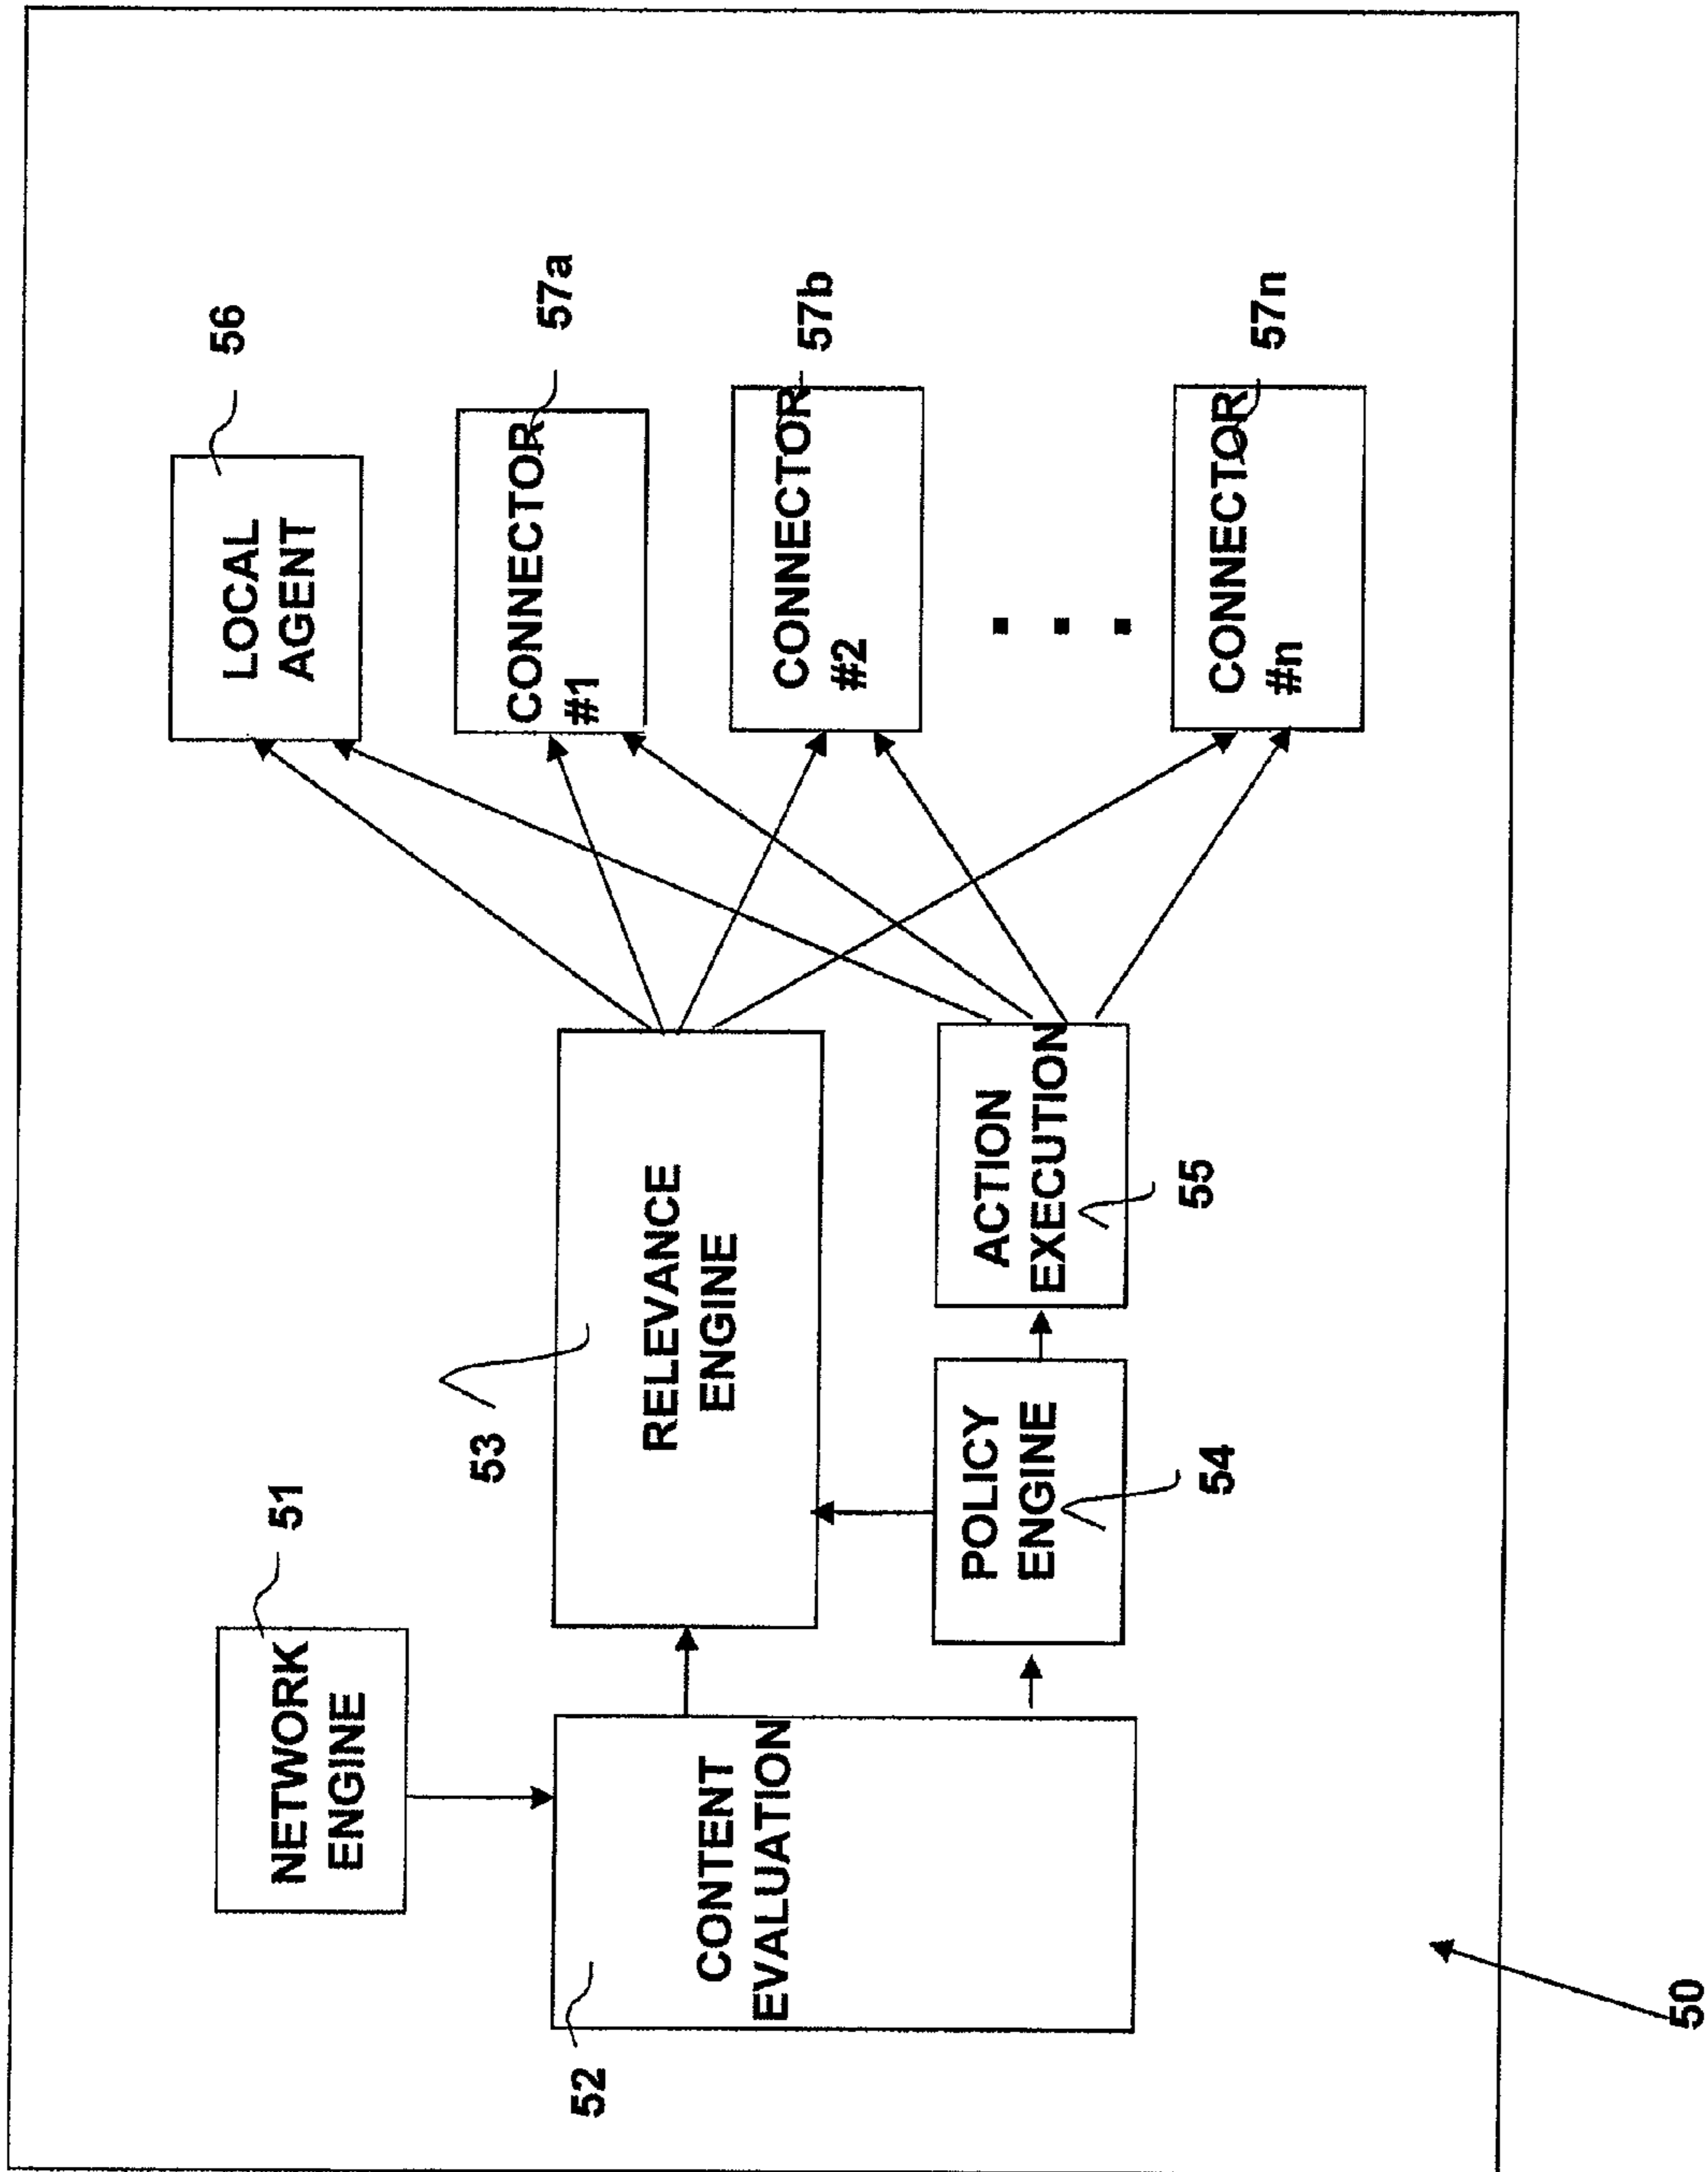 56
LOCAL
AGENT
57a
CONNECTOR
#1
57b
CONNECTOR
#2
57n
CONNECTOR
#n
51
NETWORK
ENGINE
53
RELEVANCE
ENGINE
52
CONTENT
EVALUATION
POLICY
ENGINE
54
ACTION
EXECUTION
55
50